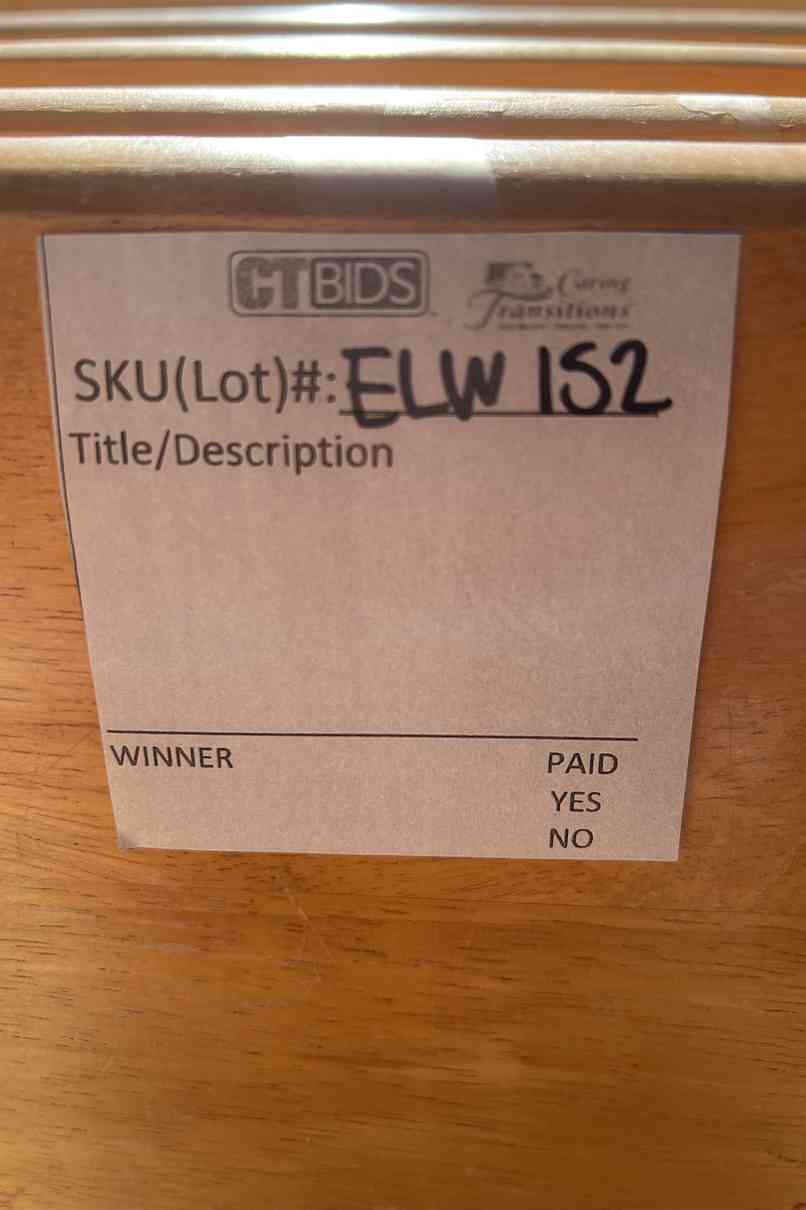 CTBIDS
Caring
Transitions
SKU(Lot)#: ELW 152
Title/Description
WINNER PAID
YES
NO